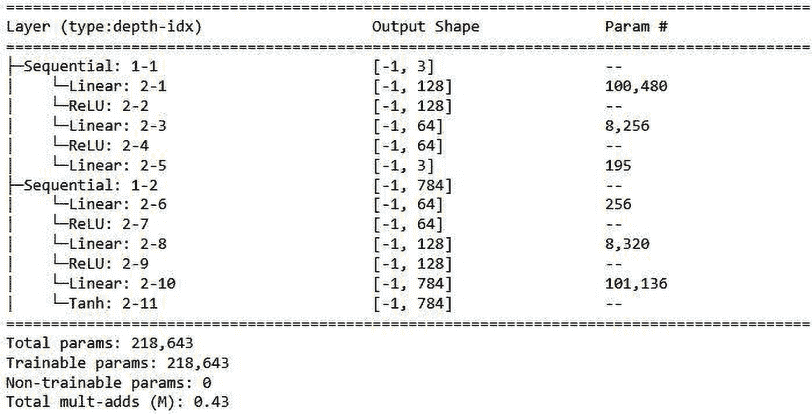 ==========================================================================================
Layer (type:depth-idx)                   Output Shape              Param #
==========================================================================================
├─Sequential: 1-1                        [-1, 3]                   --
|    └─Linear: 2-1                       [-1, 128]                 100,480
|    └─ReLU: 2-2                         [-1, 128]                 --
|    └─Linear: 2-3                       [-1, 64]                  8,256
|    └─ReLU: 2-4                         [-1, 64]                  --
|    └─Linear: 2-5                       [-1, 3]                   195
├─Sequential: 1-2                        [-1, 784]                 --
|    └─Linear: 2-6                       [-1, 64]                  256
|    └─ReLU: 2-7                         [-1, 64]                  --
|    └─Linear: 2-8                       [-1, 128]                 8,320
|    └─ReLU: 2-9                         [-1, 128]                 --
|    └─Linear: 2-10                      [-1, 784]                 101,136
|    └─Tanh: 2-11                        [-1, 784]                 --
==========================================================================================
Total params: 218,643
Trainable params: 218,643
Non-trainable params: 0
Total mult-adds (M): 0.43